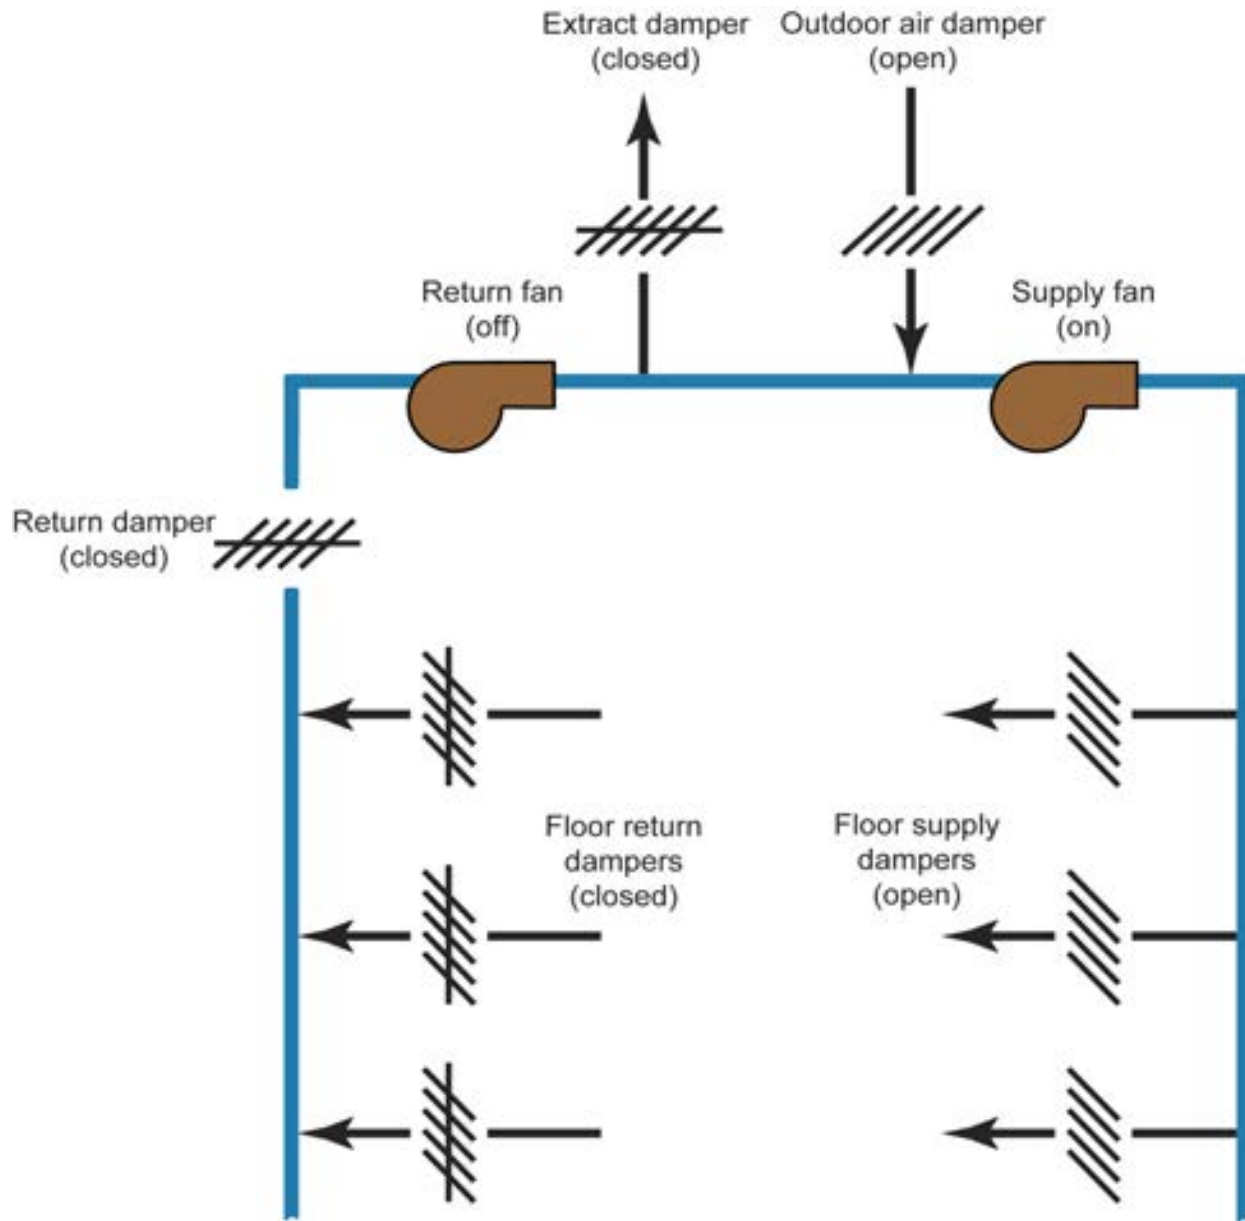 Extract damper
(closed)
Outdoor air damper
(open)
Return fan
(off)
Supply fan
(on)
Return damper
(closed)
Floor return
dampers
(closed)
Floor supply
dampers
(open)